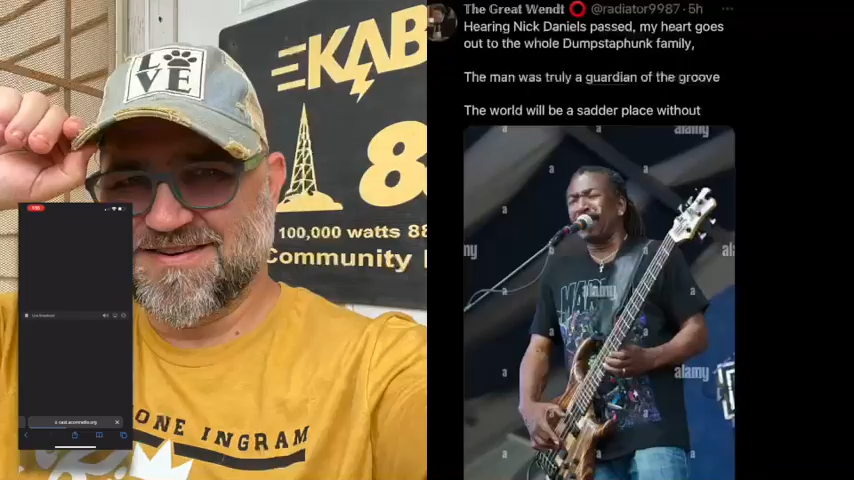 LOVE
EKAB
8
100,000 watts 88
Community
ONE INGRAM
The Great Wendt @radiator9987 · 5h
Hearing Nick Daniels passed, my heart goes
out to the whole Dumpstaphunk family,
The man was truly a guardian of the groove
The world will be a sadder place without
alamy
a
a
a
alamy
alamy
a
a
alamy
a
a